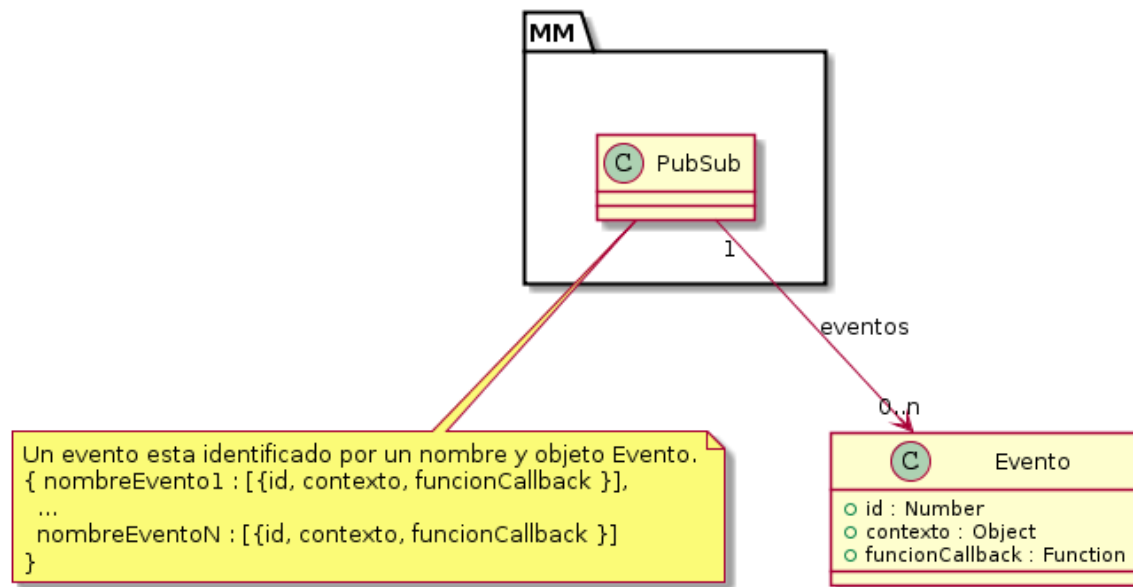 MM
C PubSub
1
eventos
0..n
Un evento esta identificado por un nombre y objeto Evento.
{ nombreEvento1 : [{id, contexto, funcionCallback }],
...
nombreEventoN : [{id, contexto, funcionCallback }]
}
C Evento
id : Number
contexto : Object
funcionCallback : Function